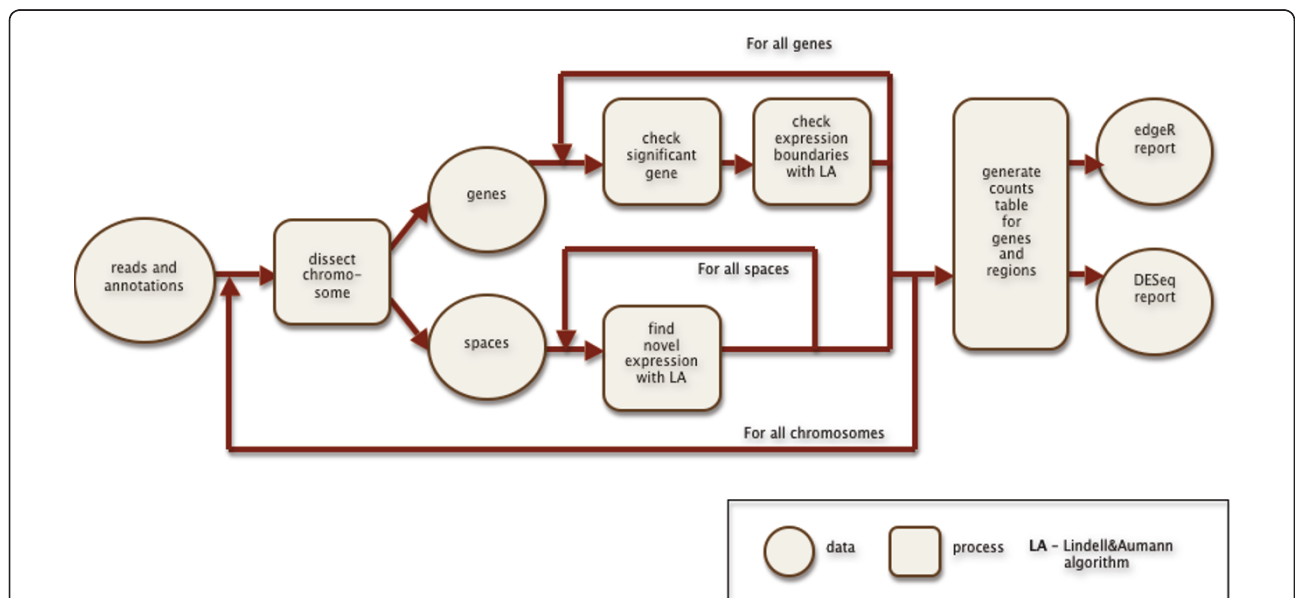 For all genes
check
significant
gene
check
expression
boundaries
with LA
edgeR
report
genes
generate
counts
table
for
genes
and
regions
reads and
annotations
dissect
chromo-
some
For all spaces
DESeq
report
spaces
find
novel
expression
with LA
For all chromosomes
data
process
LA – Lindell&Aumann
algorithm